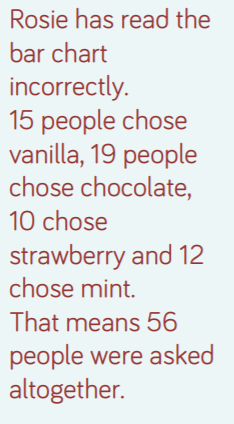 Rosie has read the
bar chart
incorrectly.
15 people chose
vanilla, 19 people
chose chocolate,
10 chose
strawberry and 12
chose mint.
That means 56
people were asked
altogether.